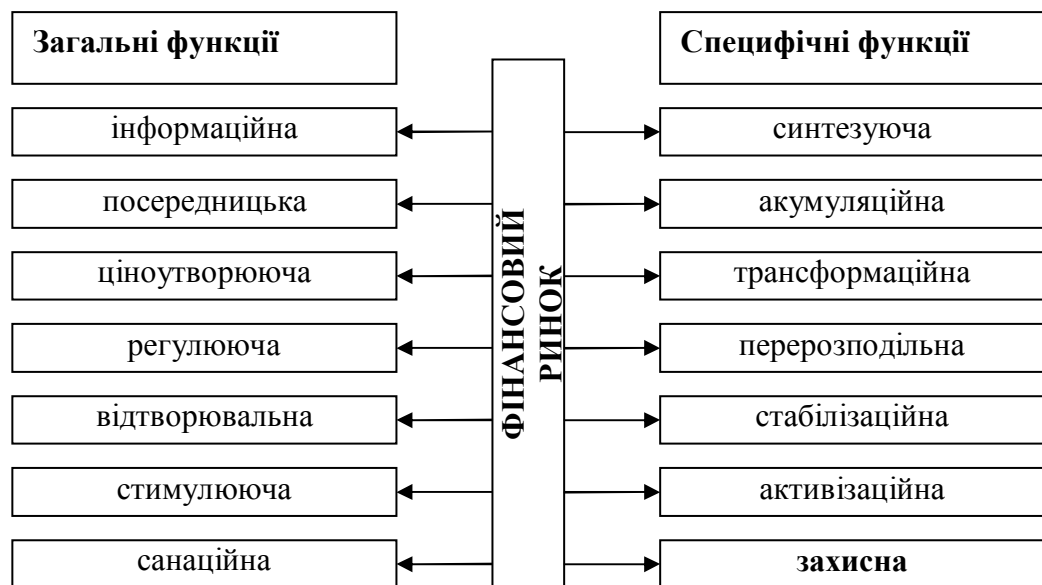 Загальні функції
Специфічні функції
інформаційна
синтезуюча
посередницька
акумуляційна
ціноутворююча
трансформаційна
регулююча
перерозподільна
відтворювальна
стабілізаційна
стимулююча
активізаційна
санаційна
захисна
ФІНАНСОВИЙ
РИНОК